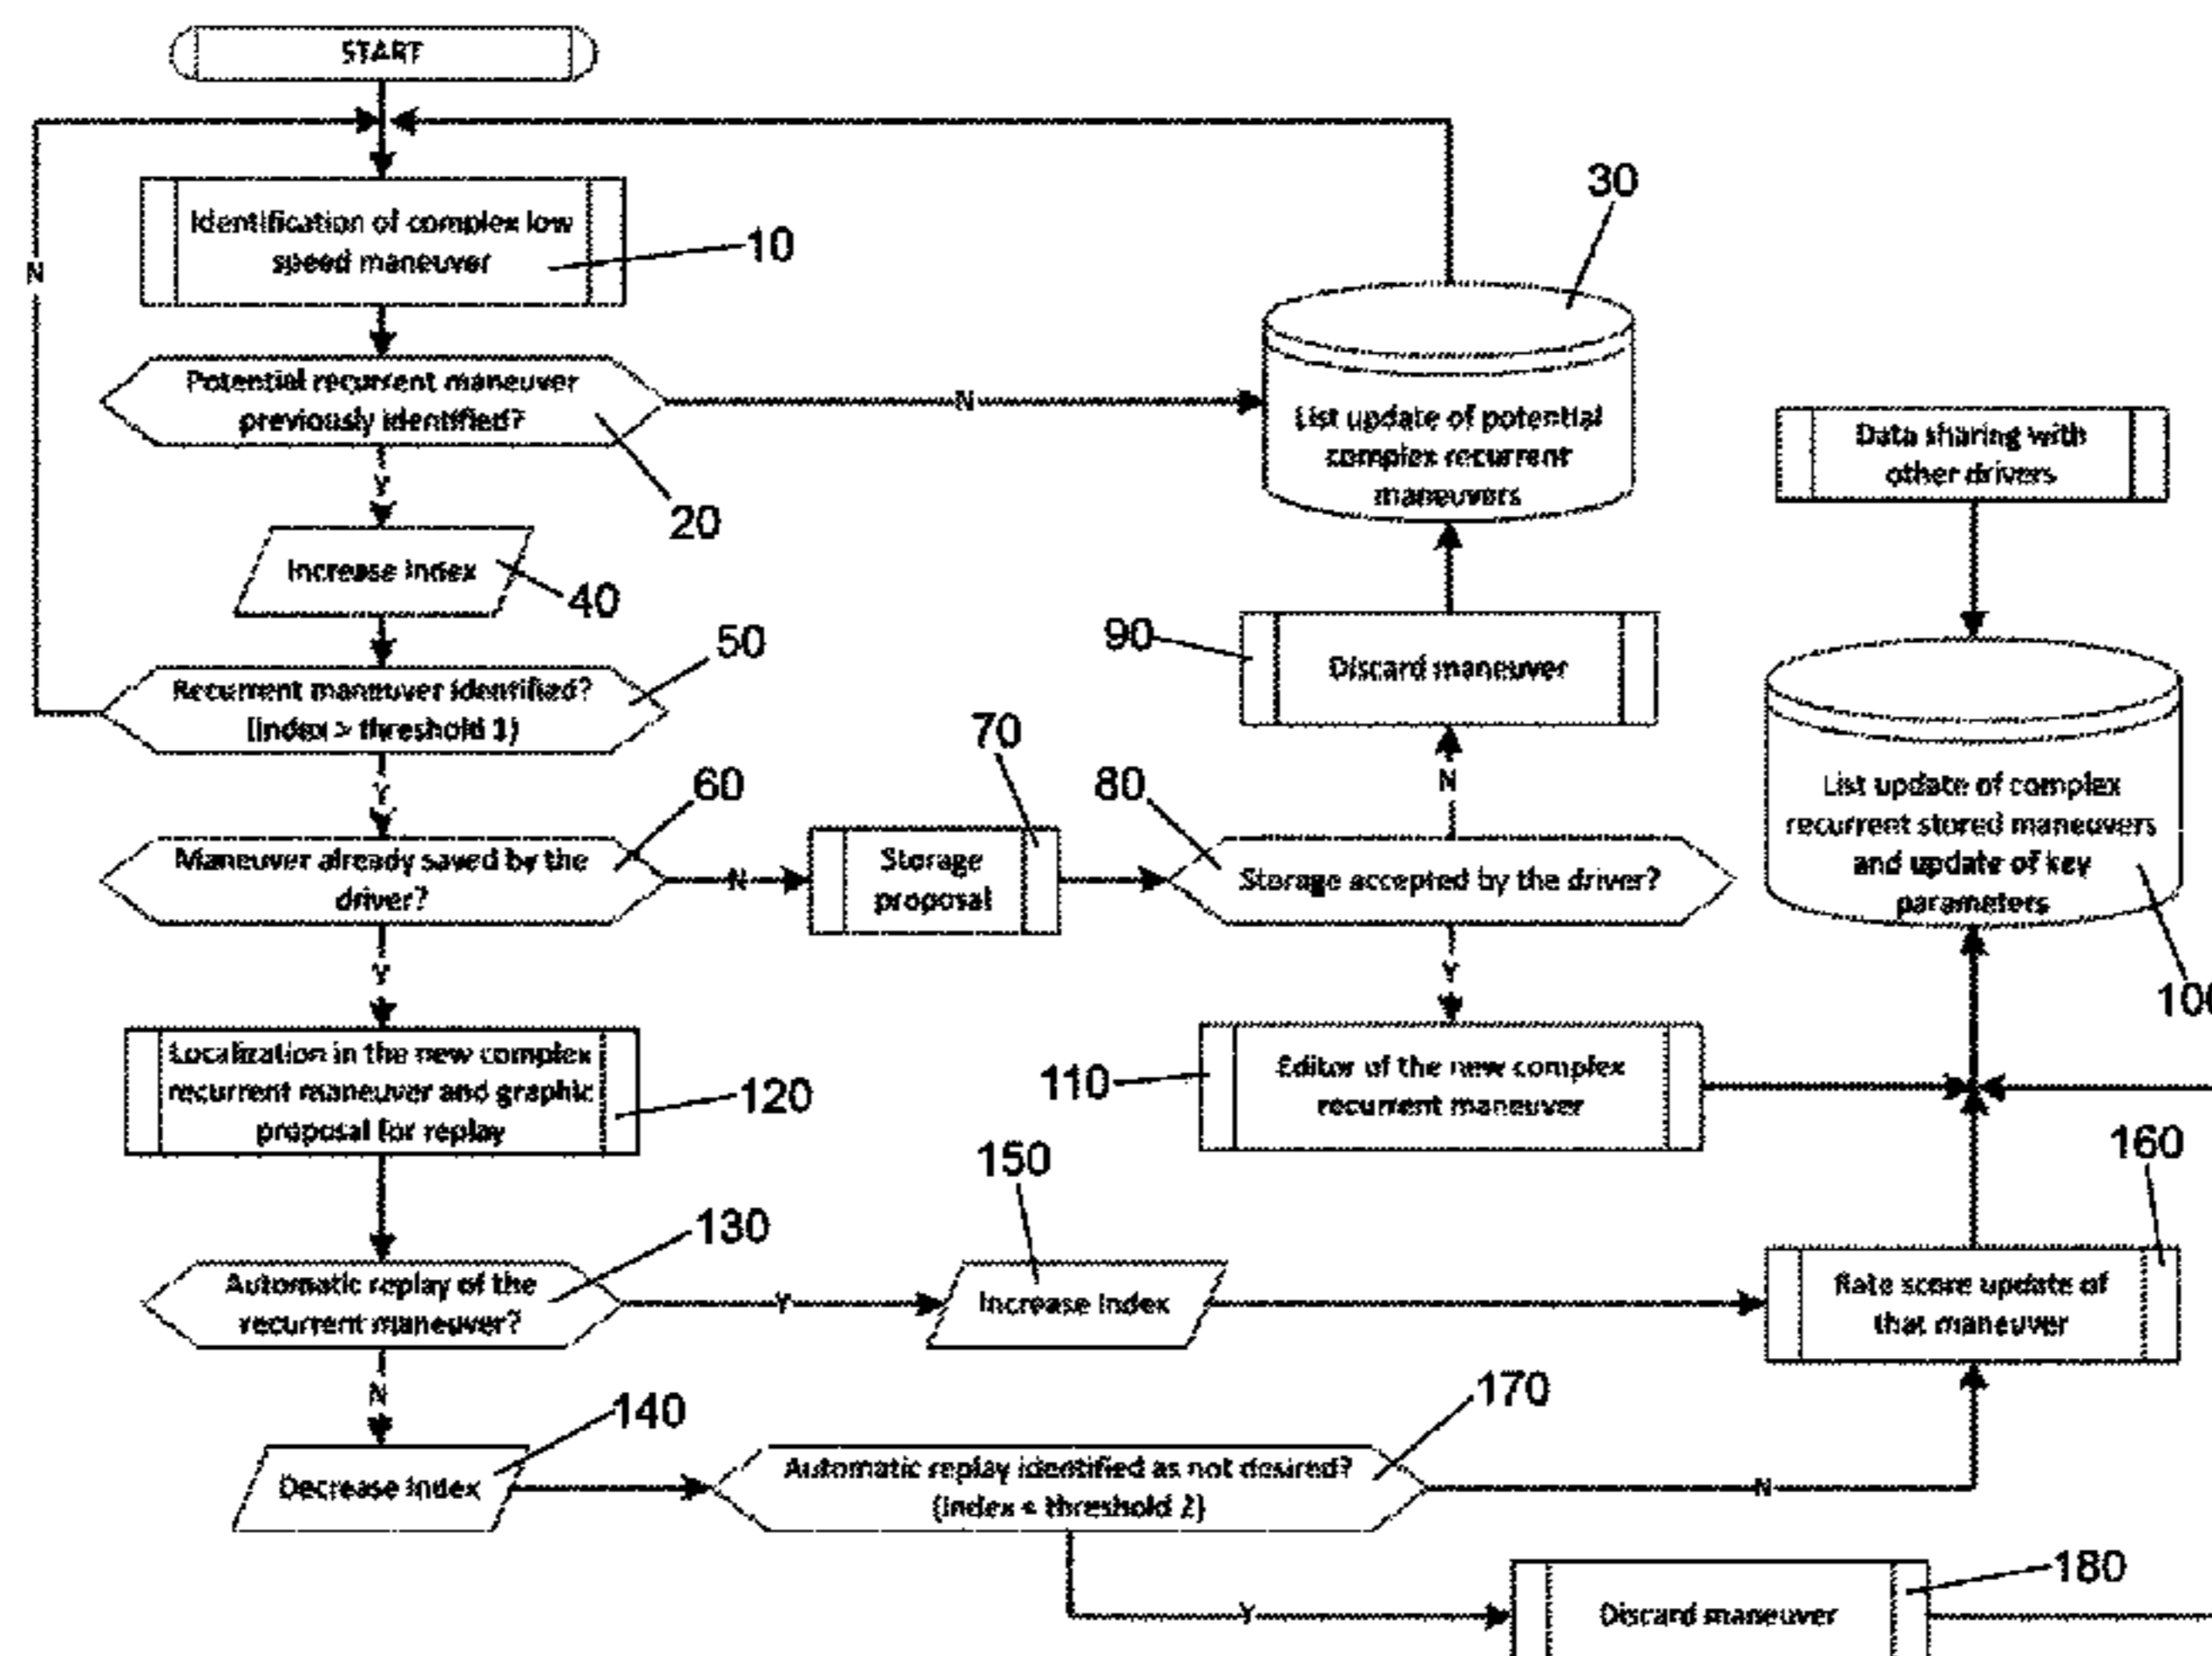 START
Identification of complex low
speed maneuver
10
N
30
Potential recurrent maneuver
previously identified?
N
20
Y
List update of potential
complex recurrent
maneuvers
Data sharing with
other drivers
Increase Index
40
90
Discard maneuver
50
Recurrent maneuver identified?
(index > threshold 1)
Y
N
60
70
80
Maneuver already saved by the
driver?
N
Storage
proposal
Storage accepted by the driver?
List update of complex
recurrent stored maneuvers
and update of key
parameters
Y
Y
Localization in the new complex
recurrent maneuver and graphic
proposal for replay
120
110
Editor of the new complex
recurrent maneuver
150
160
130
Automatic replay of the
recurrent maneuver?
Y
Increase Index
Rate score update of
that maneuver
N
140
170
Decrease Index
Automatic replay identified as not desired?
(index < threshold 2)
N
Y
Discard maneuver
180